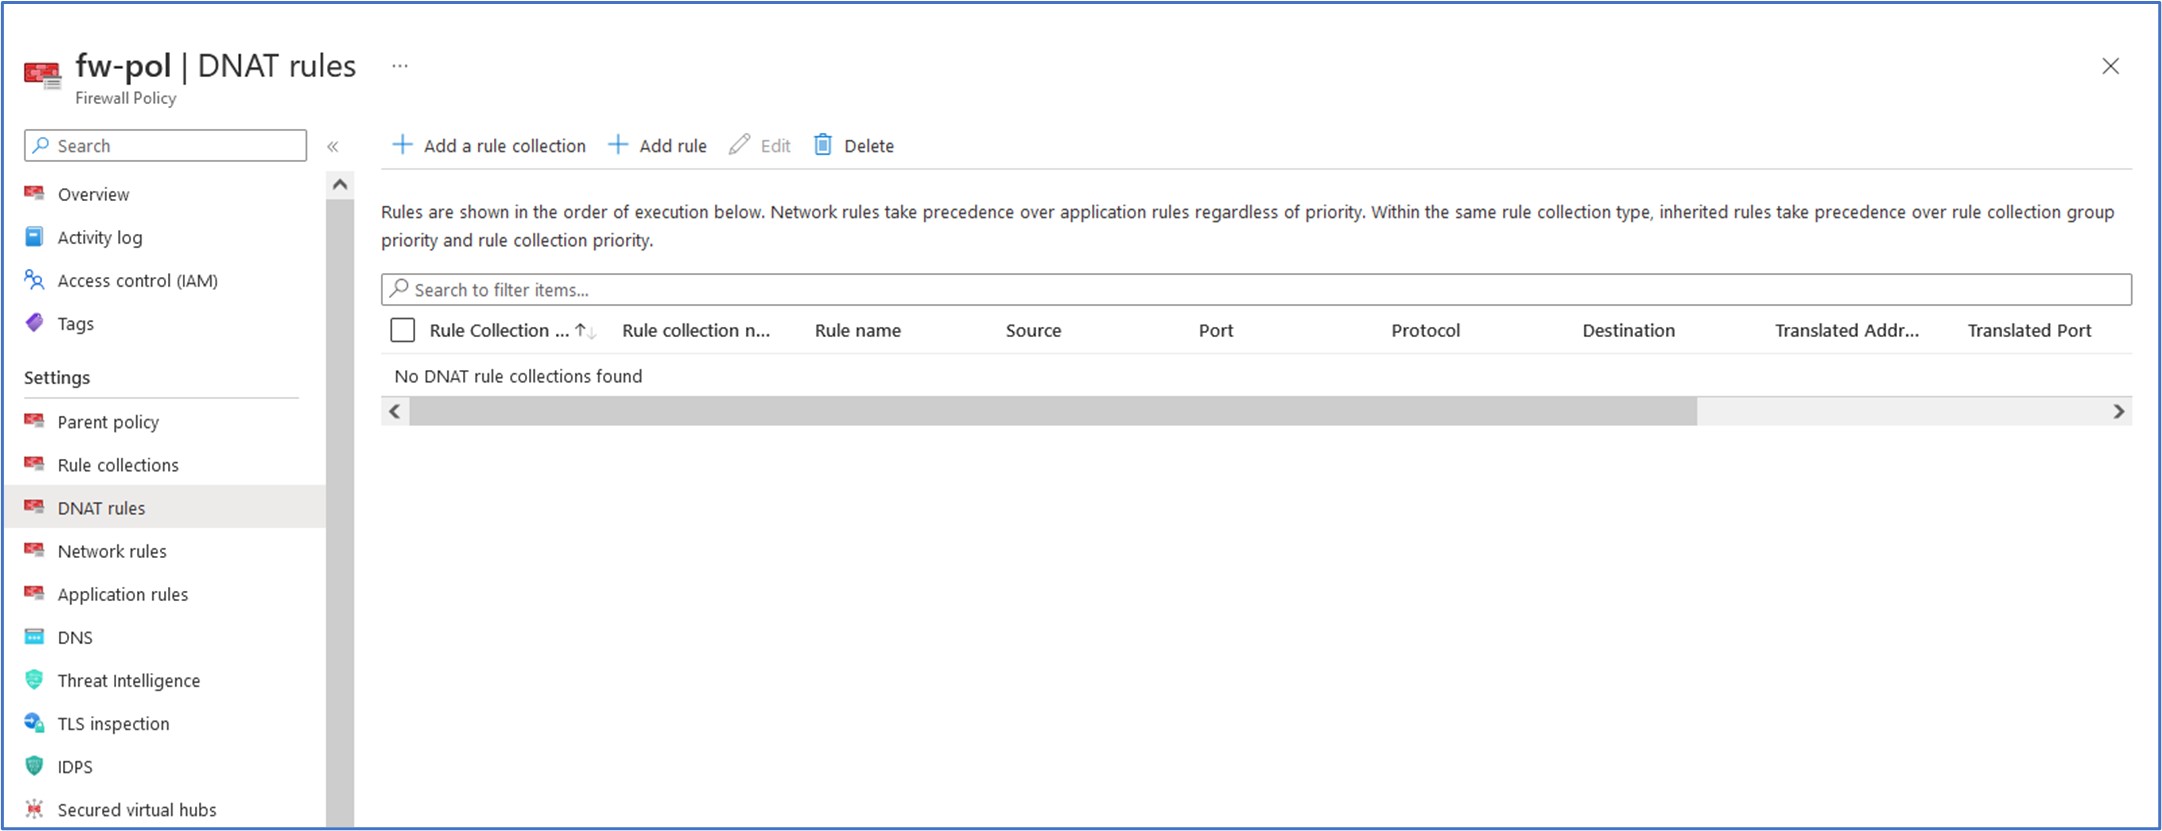 fw-pol | DNAT rules ...
Firewall Policy
Search «
Add a rule collection Add rule Edit Delete
Overview
Activity log
Access control (IAM)
Tags
Settings
Parent policy
Rule collections
DNAT rules
Network rules
Application rules
DNS
Threat Intelligence
TLS inspection
IDPS
Secured virtual hubs
Rules are shown in the order of execution below. Network rules take precedence over application rules regardless of priority. Within the same rule collection type, inherited rules take precedence over rule collection group
priority and rule collection priority.
Search to filter items...
Rule Collection ... ↑↓ Rule collection n... Rule name Source Port Protocol Destination Translated Addr... Translated Port
No DNAT rule collections found